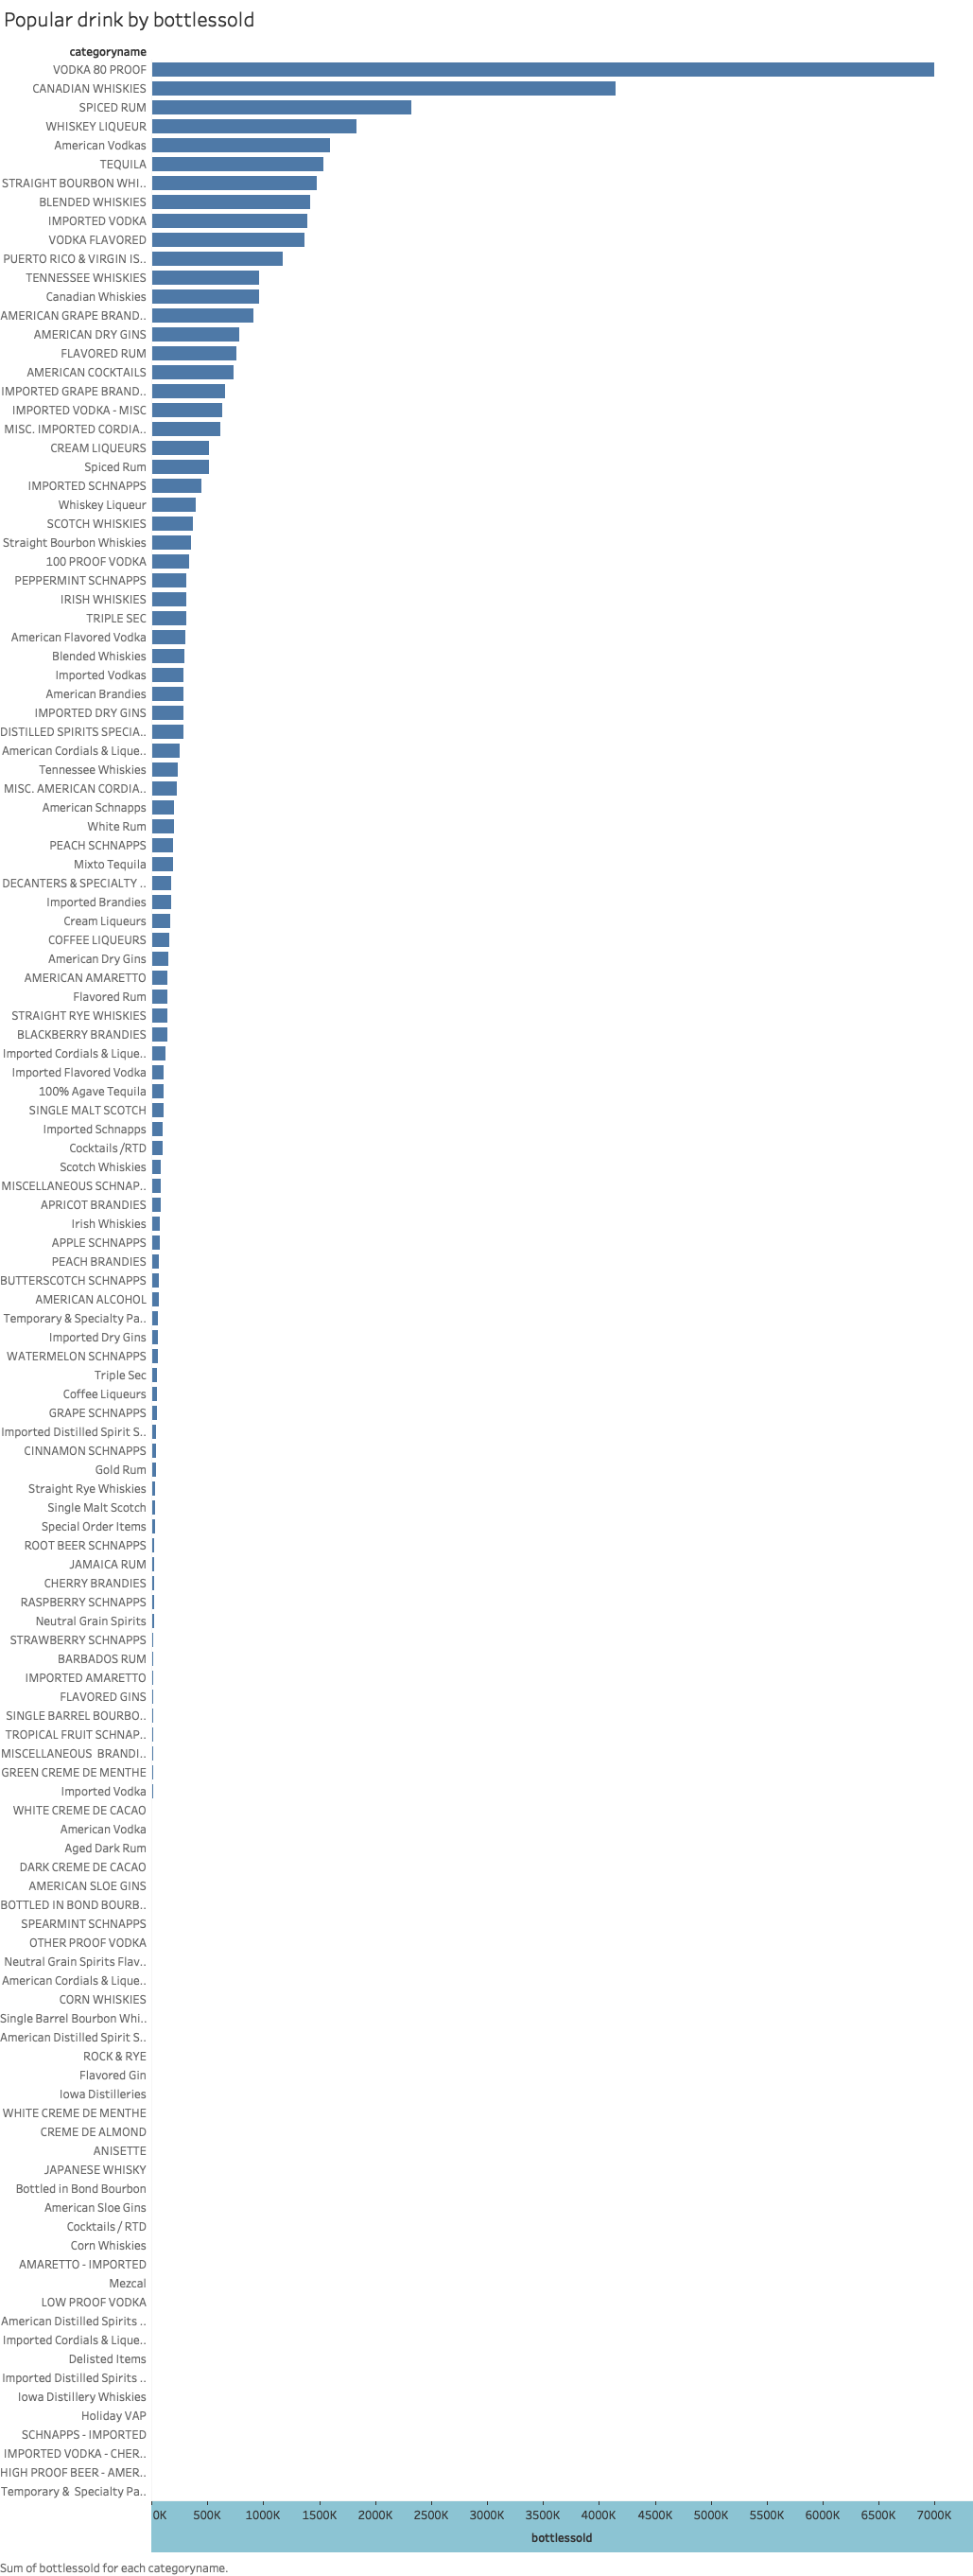 Popular drink by bottlessold
categoryname
VODKA 80 PROOF
CANADIAN WHISKIES
SPICED RUM
WHISKEY LIQUEUR
American Vodkas
TEQUILA
STRAIGHT BOURBON WHI..
BLENDED WHISKIES
IMPORTED VODKA
VODKA FLAVORED
PUERTO RICO & VIRGIN IS..
TENNESSEE WHISKIES
Canadian Whiskies
AMERICAN GRAPE BRAND..
AMERICAN DRY GINS
FLAVORED RUM
AMERICAN COCKTAILS
IMPORTED GRAPE BRAND..
IMPORTED VODKA - MISC
MISC. IMPORTED CORDIA..
CREAM LIQUEURS
Spiced Rum
IMPORTED SCHNAPPS
Whiskey Liqueur
SCOTCH WHISKIES
Straight Bourbon Whiskies
100 PROOF VODKA
PEPPERMINT SCHNAPPS
IRISH WHISKIES
TRIPLE SEC
American Flavored Vodka
Blended Whiskies
Imported Vodkas
American Brandies
IMPORTED DRY GINS
DISTILLED SPIRITS SPECIA..
American Cordials & Lique..
Tennessee Whiskies
MISC. AMERICAN CORDIA..
American Schnapps
White Rum
PEACH SCHNAPPS
Mixto Tequila
DECANTERS & SPECIALTY ..
Imported Brandies
Cream Liqueurs
COFFEE LIQUEURS
American Dry Gins
AMERICAN AMARETTO
Flavored Rum
STRAIGHT RYE WHISKIES
BLACKBERRY BRANDIES
Imported Cordials & Lique..
Imported Flavored Vodka
100% Agave Tequila
SINGLE MALT SCOTCH
Imported Schnapps
Cocktails /RTD
Scotch Whiskies
MISCELLANEOUS SCHNAP..
APRICOT BRANDIES
Irish Whiskies
APPLE SCHNAPPS
PEACH BRANDIES
BUTTERSCOTCH SCHNAPPS
AMERICAN ALCOHOL
Temporary & Specialty Pa..
Imported Dry Gins
WATERMELON SCHNAPPS
Triple Sec
Coffee Liqueurs
GRAPE SCHNAPPS
Imported Distilled Spirit S..
CINNAMON SCHNAPPS
Gold Rum
Straight Rye Whiskies
Single Malt Scotch
Special Order Items
ROOT BEER SCHNAPPS
JAMAICA RUM
CHERRY BRANDIES
RASPBERRY SCHNAPPS
Neutral Grain Spirits
STRAWBERRY SCHNAPPS
BARBADOS RUM
IMPORTED AMARETTO
FLAVORED GINS
SINGLE BARREL BOURBO..
TROPICAL FRUIT SCHNAP..
MISCELLANEOUS  BRANDI..
GREEN CREME DE MENTHE
Imported Vodka
WHITE CREME DE CACAO
American Vodka
Aged Dark Rum
DARK CREME DE CACAO
AMERICAN SLOE GINS
BOTTLED IN BOND BOURB..
SPEARMINT SCHNAPPS
OTHER PROOF VODKA
Neutral Grain Spirits Flav..
American Cordials & Lique..
CORN WHISKIES
Single Barrel Bourbon Whi..
American Distilled Spirit S..
ROCK & RYE
Flavored Gin
Iowa Distilleries
WHITE CREME DE MENTHE
CREME DE ALMOND
ANISETTE
JAPANESE WHISKY
Bottled in Bond Bourbon
American Sloe Gins
Cocktails / RTD
Corn Whiskies
AMARETTO - IMPORTED
Mezcal
LOW PROOF VODKA
American Distilled Spirits ..
Imported Cordials & Lique..
Delisted Items
Imported Distilled Spirits ..
Iowa Distillery Whiskies
Holiday VAP
SCHNAPPS - IMPORTED
IMPORTED VODKA - CHER..
HIGH PROOF BEER - AMER..
Temporary &  Specialty Pa..
0K 500K 1000K 1500K 2000K 2500K 3000K 3500K 4000K 4500K 5000K 5500K 6000K 6500K 7000K
bottlessold
Sum of bottlessold for each categoryname.